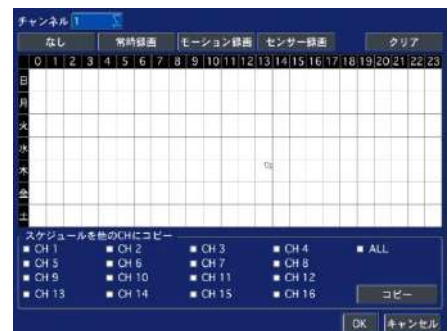 チャンネル 1
なし 常時録画 モーション録画 センサー録画 クリア
0 1 2 3 4 5 6 7 8 9 10 11 12 13 14 15 16 17 18 19 20 21 22 23
日
月
火
水
木
金
土
スケジュールを他のCHにコピー
CH 1 CH 2 CH 3 CH 4 ALL
CH 5 CH 6 CH 7 CH 8
CH 9 CH 10 CH 11 CH 12
CH 13 CH 14 CH 15 CH 16 コピー
OK キャンセル